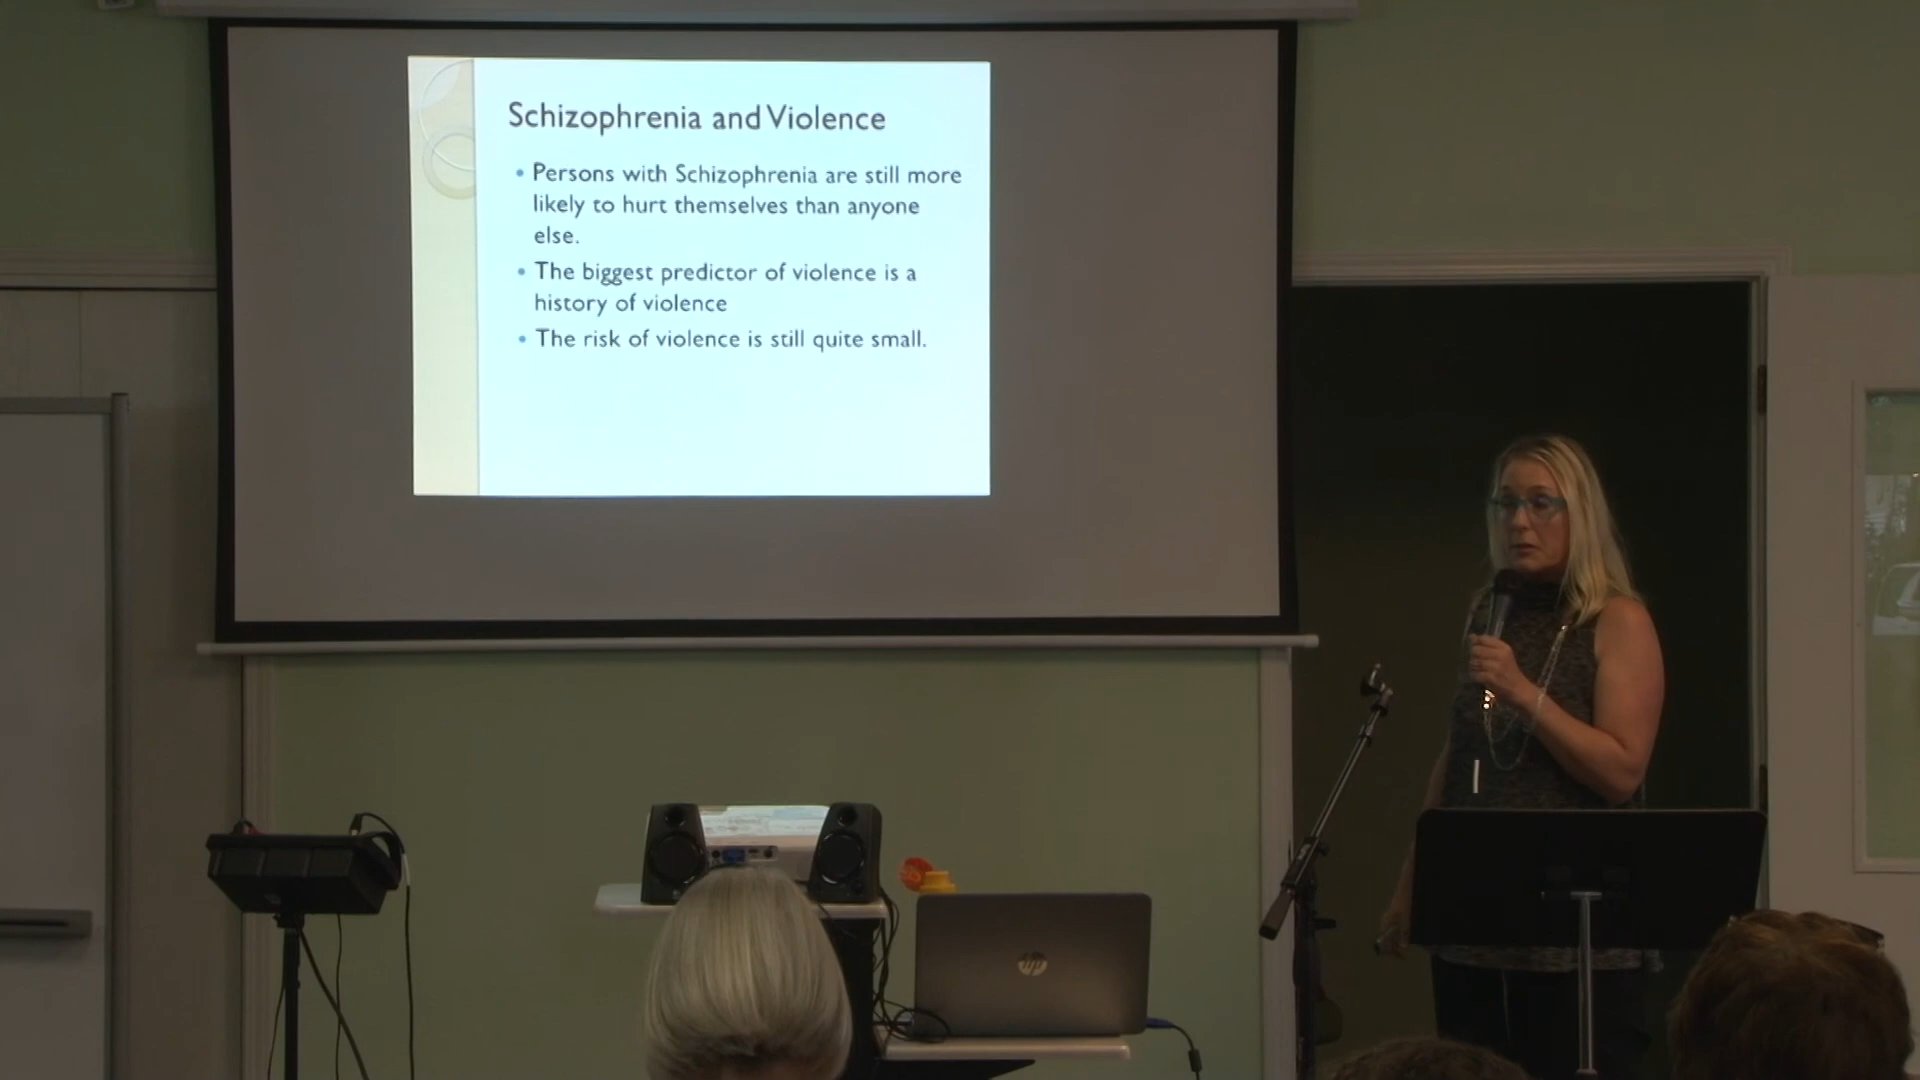 Schizophrenia and Violence
• Persons with Schizophrenia are still more
likely to hurt themselves than anyone
else.
• The biggest predictor of violence is a
history of violence
• The risk of violence is still quite small.
hp